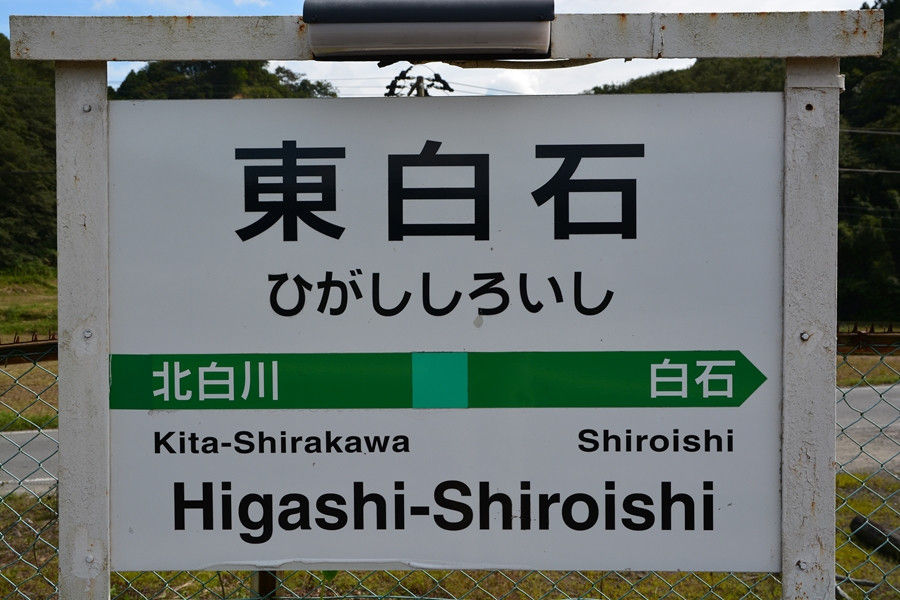 東白石
ひがししろいし
北白川 白石
Kita-Shirakawa Shiroishi
Higashi-Shiroishi